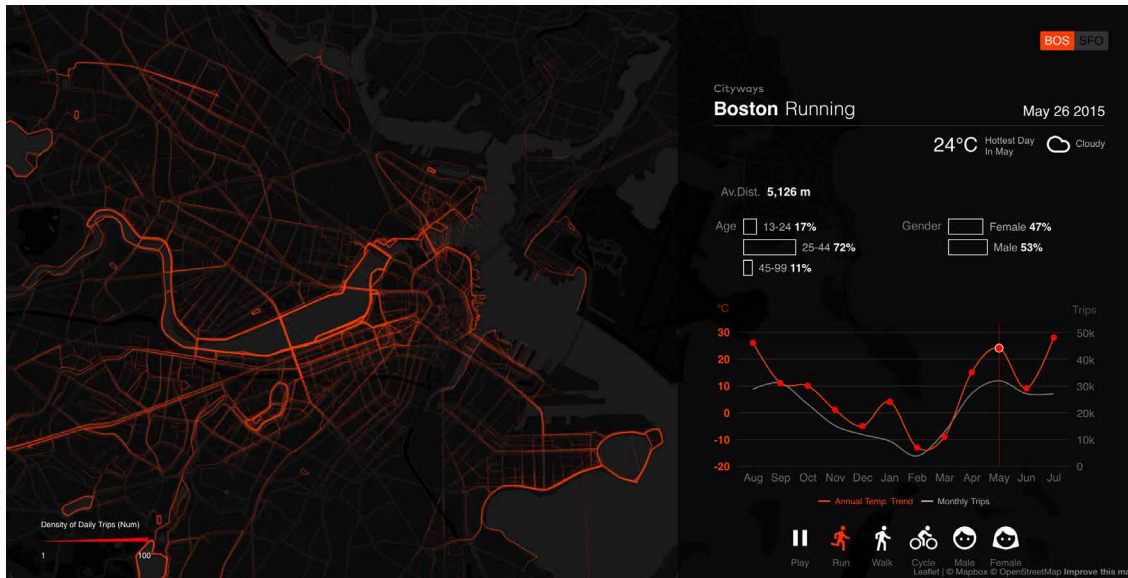 BOS SFO
Cityways
Boston Running
May 26 2015
24°C Hottest Day In May Cloudy
Av.Dist. 5,126 m
Age 13-24 17%
25-44 72%
45-99 11%
Gender Female 47%
Male 53%
°C Trips
30 50k
20 40k
10 30k
0 20k
-10 10k
-20 0
Aug Sep Oct Nov Dec Jan Feb Mar Apr May Jun Jul
Annual Temp. Trend Monthly Trips
Density of Daily Trips (Num)
1 100
Play Run Walk Cycle Male Female
Leaflet | © Mapbox © OpenStreetMap Improve this ma